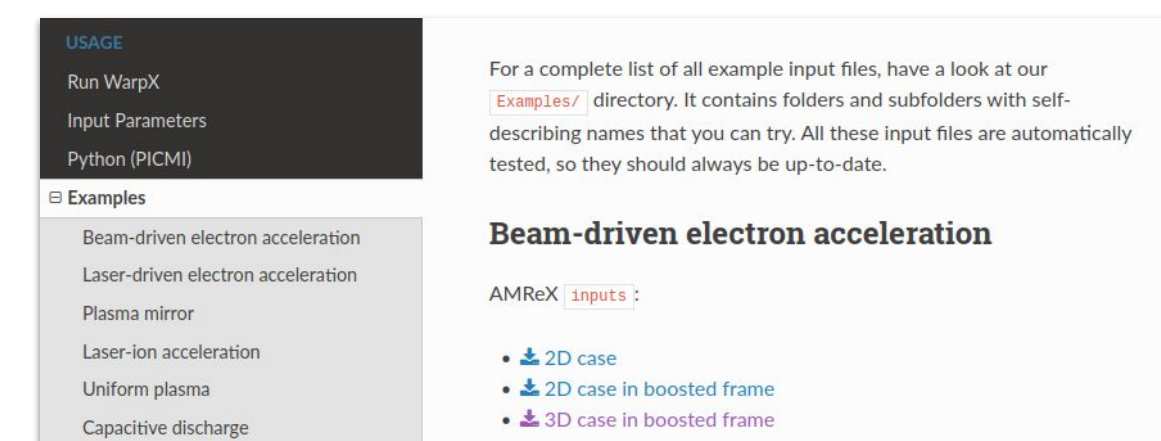 USAGE
Run WarpX
Input Parameters
Python (PICMI)
Examples
Beam-driven electron acceleration
Laser-driven electron acceleration
Plasma mirror
Laser-ion acceleration
Uniform plasma
Capacitive discharge
For a complete list of all example input files, have a look at our
Examples/ directory. It contains folders and subfolders with self-
describing names that you can try. All these input files are automatically
tested, so they should always be up-to-date.
Beam-driven electron acceleration
AMReX inputs :
• 2D case
• 2D case in boosted frame
• 3D case in boosted frame